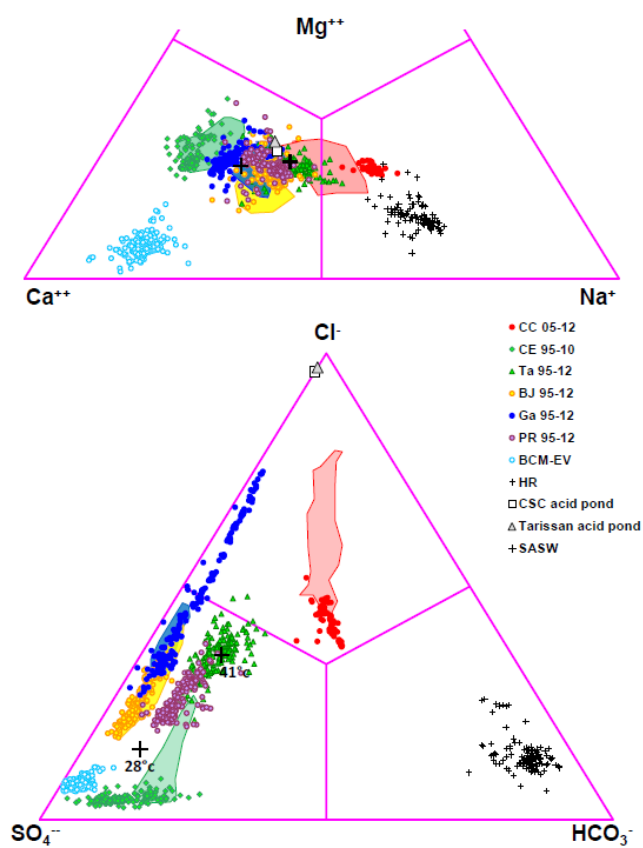 Mg++
Ca++
Na+
Cl-
CC 05-12
CE 95-10
Ta 95-12
BJ 95-12
Ga 95-12
PR 95-12
BCM-EV
HR
CSC acid pond
Tarissan acid pond
SASW
41°c
28°c
SO4--
HCO3-